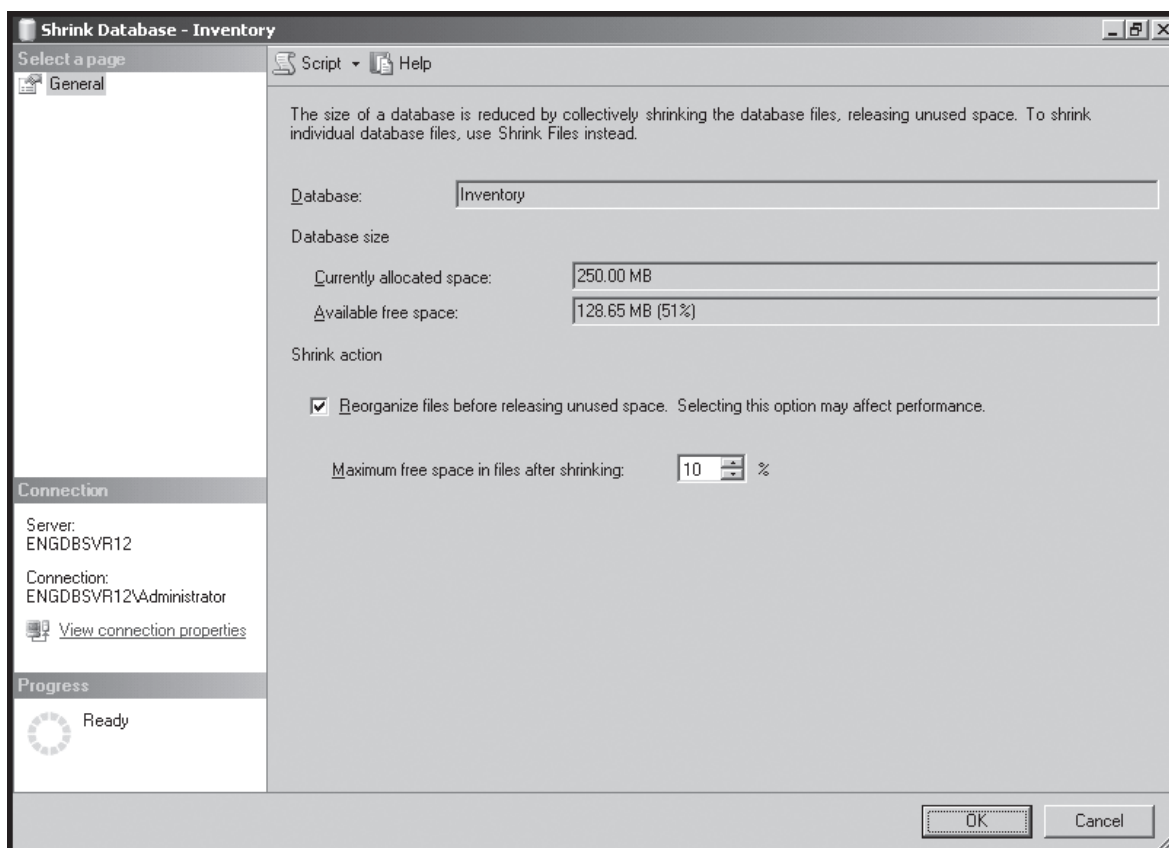 Shrink Database - Inventory
Select a page
General
Script
Help
The size of a database is reduced by collectively shrinking the database files, releasing unused space. To shrink
individual database files, use Shrink Files instead.
Database:
Inventory
Database size
Currently allocated space:
250.00 MB
Available free space:
128.65 MB (51%)
Shrink action
Reorganize files before releasing unused space. Selecting this option may affect performance.
Maximum free space in files after shrinking:
10
%
Connection
Server:
ENGDBSVR12
Connection:
ENGDBSVR12\Administrator
View connection properties
Progress
Ready
OK
Cancel